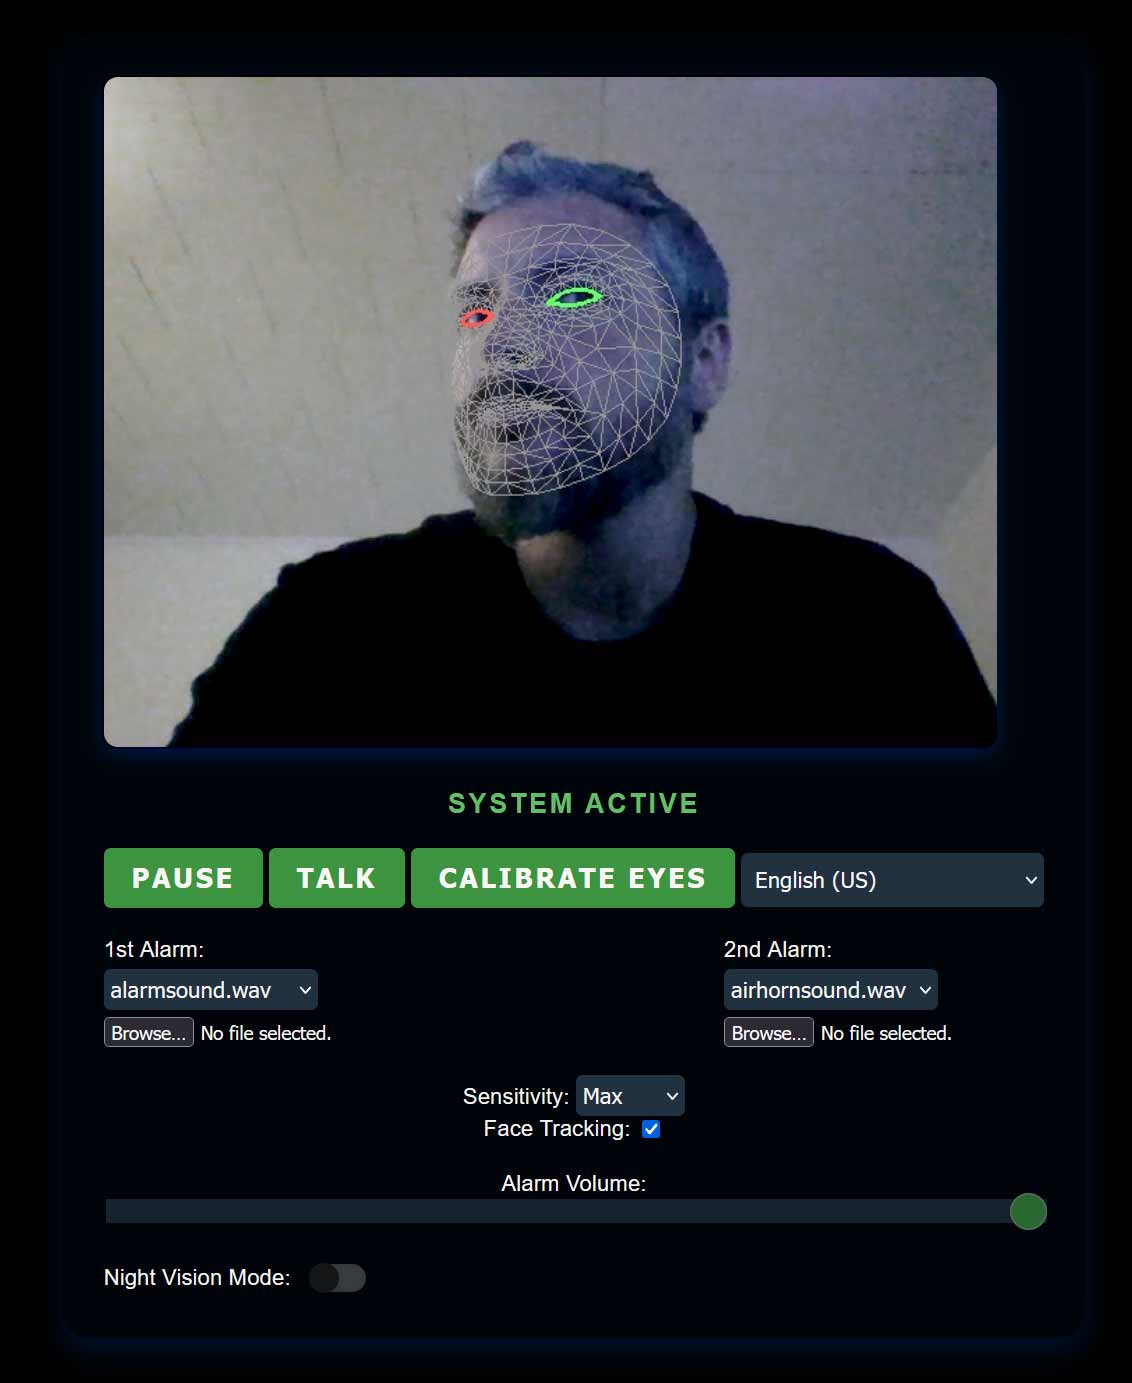 SYSTEM ACTIVE
PAUSE TALK CALIBRATE EYES English (US)
1st Alarm: 2nd Alarm:
alarmsound.wav airhornsound.wav
Browse... No file selected. Browse... No file selected.
Sensitivity: Max
Face Tracking:
Alarm Volume:
Night Vision Mode: